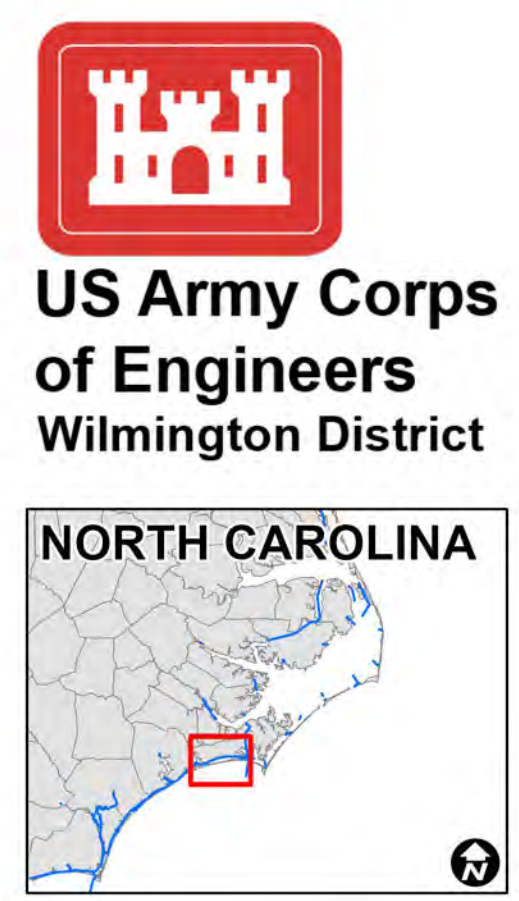 US Army Corps
of Engineers
Wilmington District
NORTH CAROLINA
N